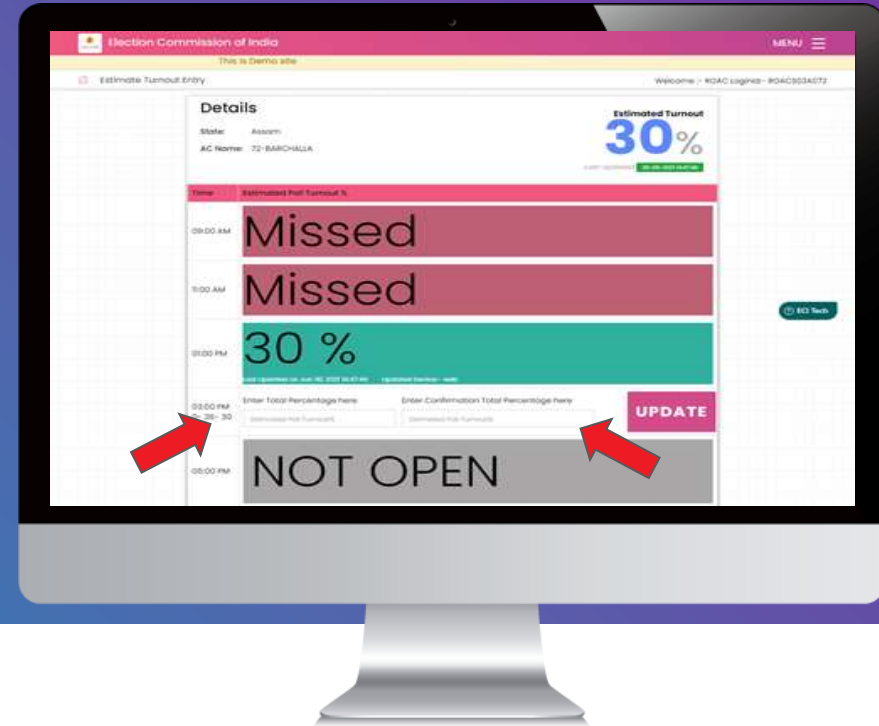 Election Commission of India
MENU
This is Demo site
Estimate Turnout Entry
Details
State: Assam
AC Name: 72-BARCHALLA
Estimated Turnout
30%
Last Updated
Time Estimated Poll Turnout %
09:00 AM Missed
11:00 AM Missed
01:00 PM 30 %
ECI Tech
03:00 PM
Enter Total Percentage here Enter Confirmation Total Percentage here
UPDATE
05:00 PM NOT OPEN